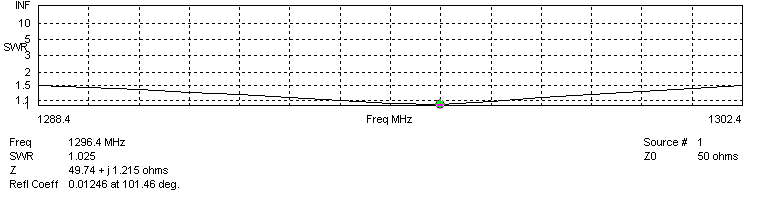 INF
10
5
SWR
3
2
1.5
1.1
1
1288.4 Freq MHz 1302.4
Freq 1296.4 MHz Source # 1
SWR 1.025 Z0 50 ohms
Z 49.74 + j 1.215 ohms
Refl Coeff 0.01246 at 101.46 deg.